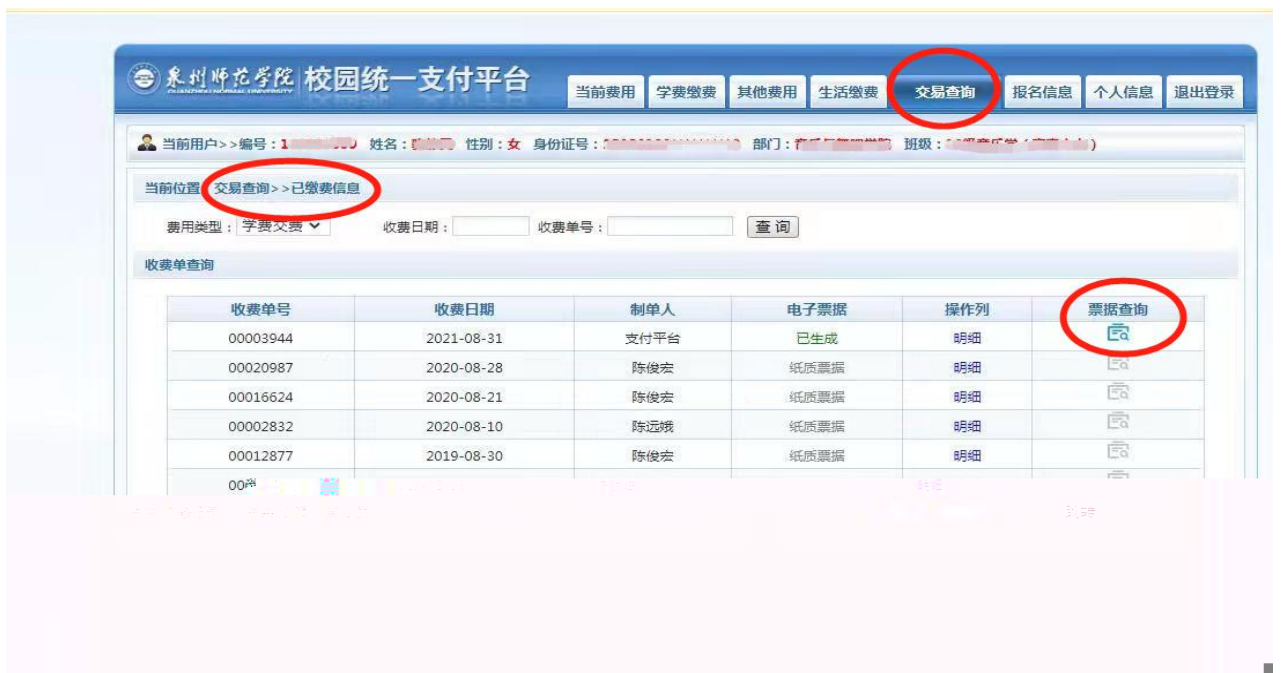 泉州师范学院 校园统一支付平台
QUANZHOU NORMAL UNIVERSITY
当前费用 学费缴费 其他费用 生活缴费 交易查询 报名信息 个人信息 退出登录
当前用户>>编号：1 姓名： 性别：女 身份证号： 部门： 班级：
当前位置 交易查询>>已缴费信息
费用类型：学费交费 收费日期： 收费单号： 查询
收费单查询
收费单号 收费日期 制单人 电子票据 操作列 票据查询
00003944 2021-08-31 支付平台 已生成 明细
00020987 2020-08-28 陈俊宏 纸质票据 明细
00016624 2020-08-21 陈俊宏 纸质票据 明细
00002832 2020-08-10 陈远娥 纸质票据 明细
00012877 2019-08-30 陈俊宏 纸质票据 明细